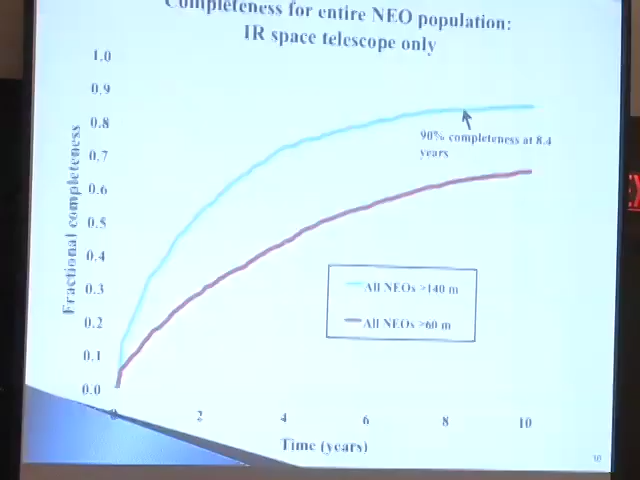 Completeness for entire NEO population:
IR space telescope only
1.0
0.9
0.8
0.7
0.6
0.5
0.4
0.3
0.2
0.1
0.0
Fractional completeness
90% completeness at 8.4
years
All NEOs >140 m
All NEOs >60 m
0
2
4
6
8
10
Time (years)
10